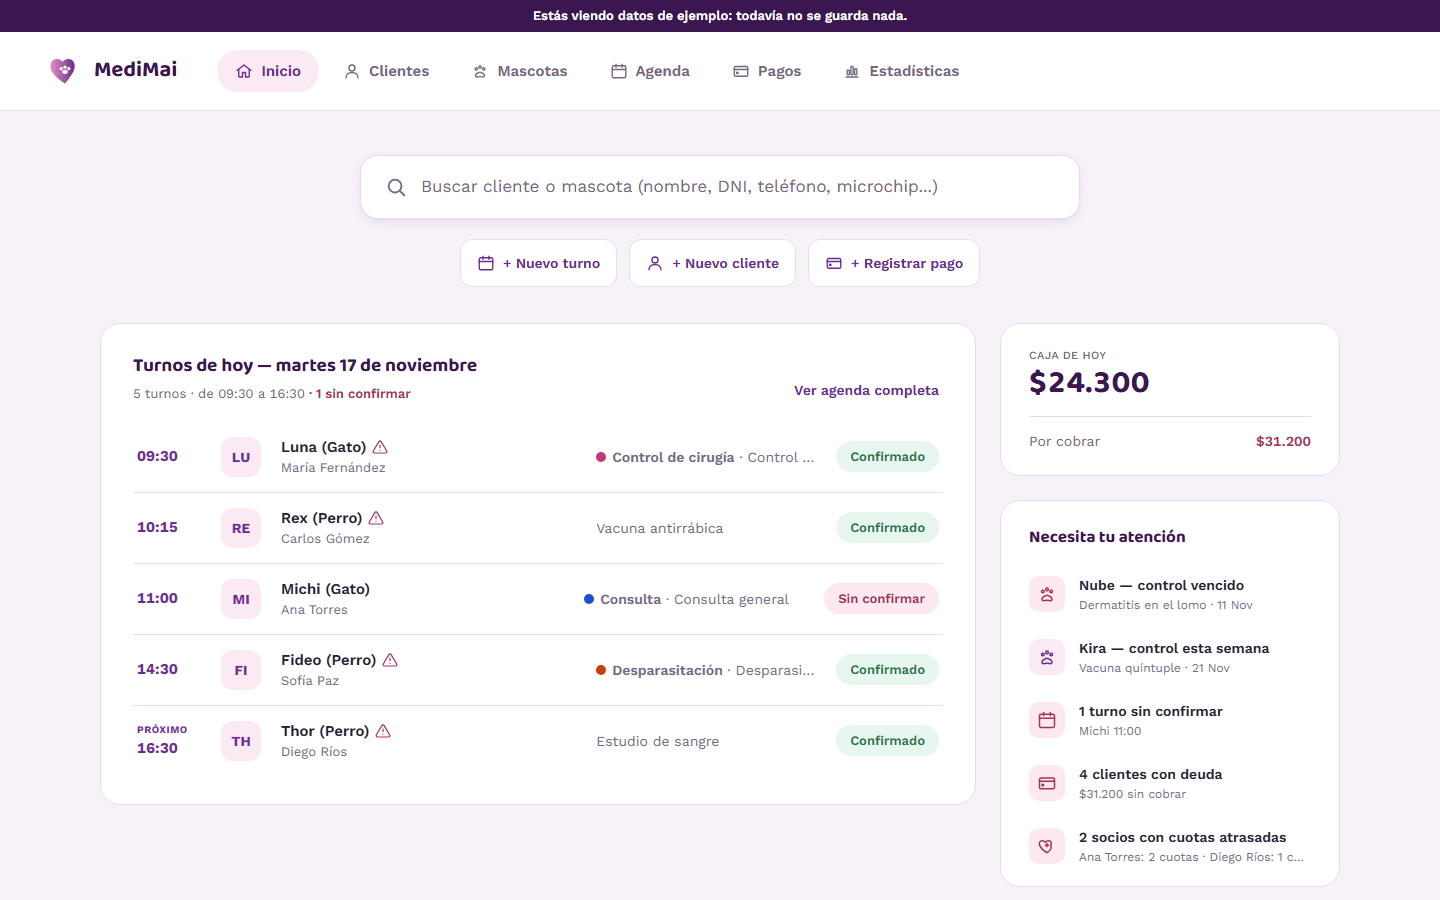 Estás viendo datos de ejemplo: todavía no se guarda nada.
MediMai
Inicio
Clientes
Mascotas
Agenda
Pagos
Estadísticas
Buscar cliente o mascota (nombre, DNI, teléfono, microchip...)
+ Nuevo turno
+ Nuevo cliente
+ Registrar pago
Turnos de hoy — martes 17 de noviembre
5 turnos · de 09:30 a 16:30 · 1 sin confirmar
Ver agenda completa
09:30
LU
Luna (Gato)
María Fernández
Control de cirugía · Control ...
Confirmado
10:15
RE
Rex (Perro)
Carlos Gómez
Vacuna antirrábica
Confirmado
11:00
MI
Michi (Gato)
Ana Torres
Consulta · Consulta general
Sin confirmar
14:30
FI
Fideo (Perro)
Sofía Paz
Desparasitación · Desparasi...
Confirmado
PRÓXIMO
16:30
TH
Thor (Perro)
Diego Ríos
Estudio de sangre
Confirmado
CAJA DE HOY
$24.300
Por cobrar
$31.200
Necesita tu atención
Nube — control vencido
Dermatitis en el lomo · 11 Nov
Kira — control esta semana
Vacuna quíntuple · 21 Nov
1 turno sin confirmar
Michi 11:00
4 clientes con deuda
$31.200 sin cobrar
2 socios con cuotas atrasadas
Ana Torres: 2 cuotas · Diego Ríos: 1 c...